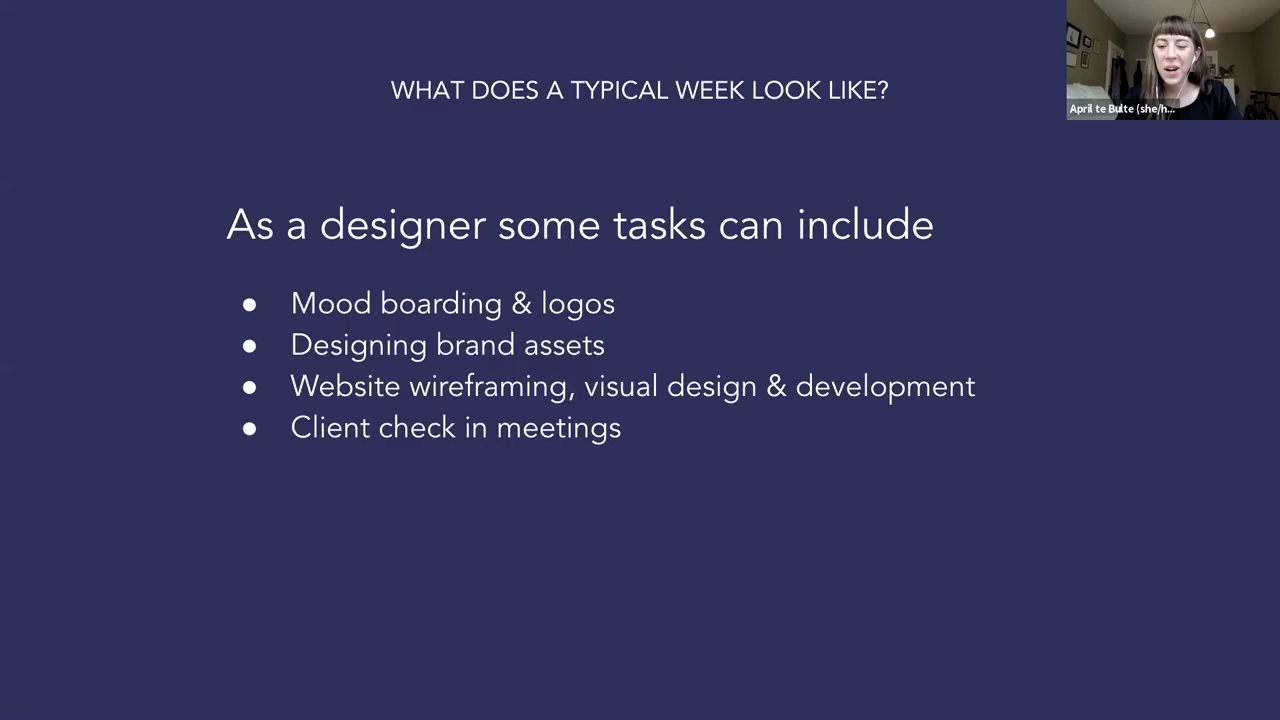 WHAT DOES A TYPICAL WEEK LOOK LIKE?
April te Bulte (she/h...
As a designer some tasks can include
● Mood boarding & logos
● Designing brand assets
● Website wireframing, visual design & development
● Client check in meetings